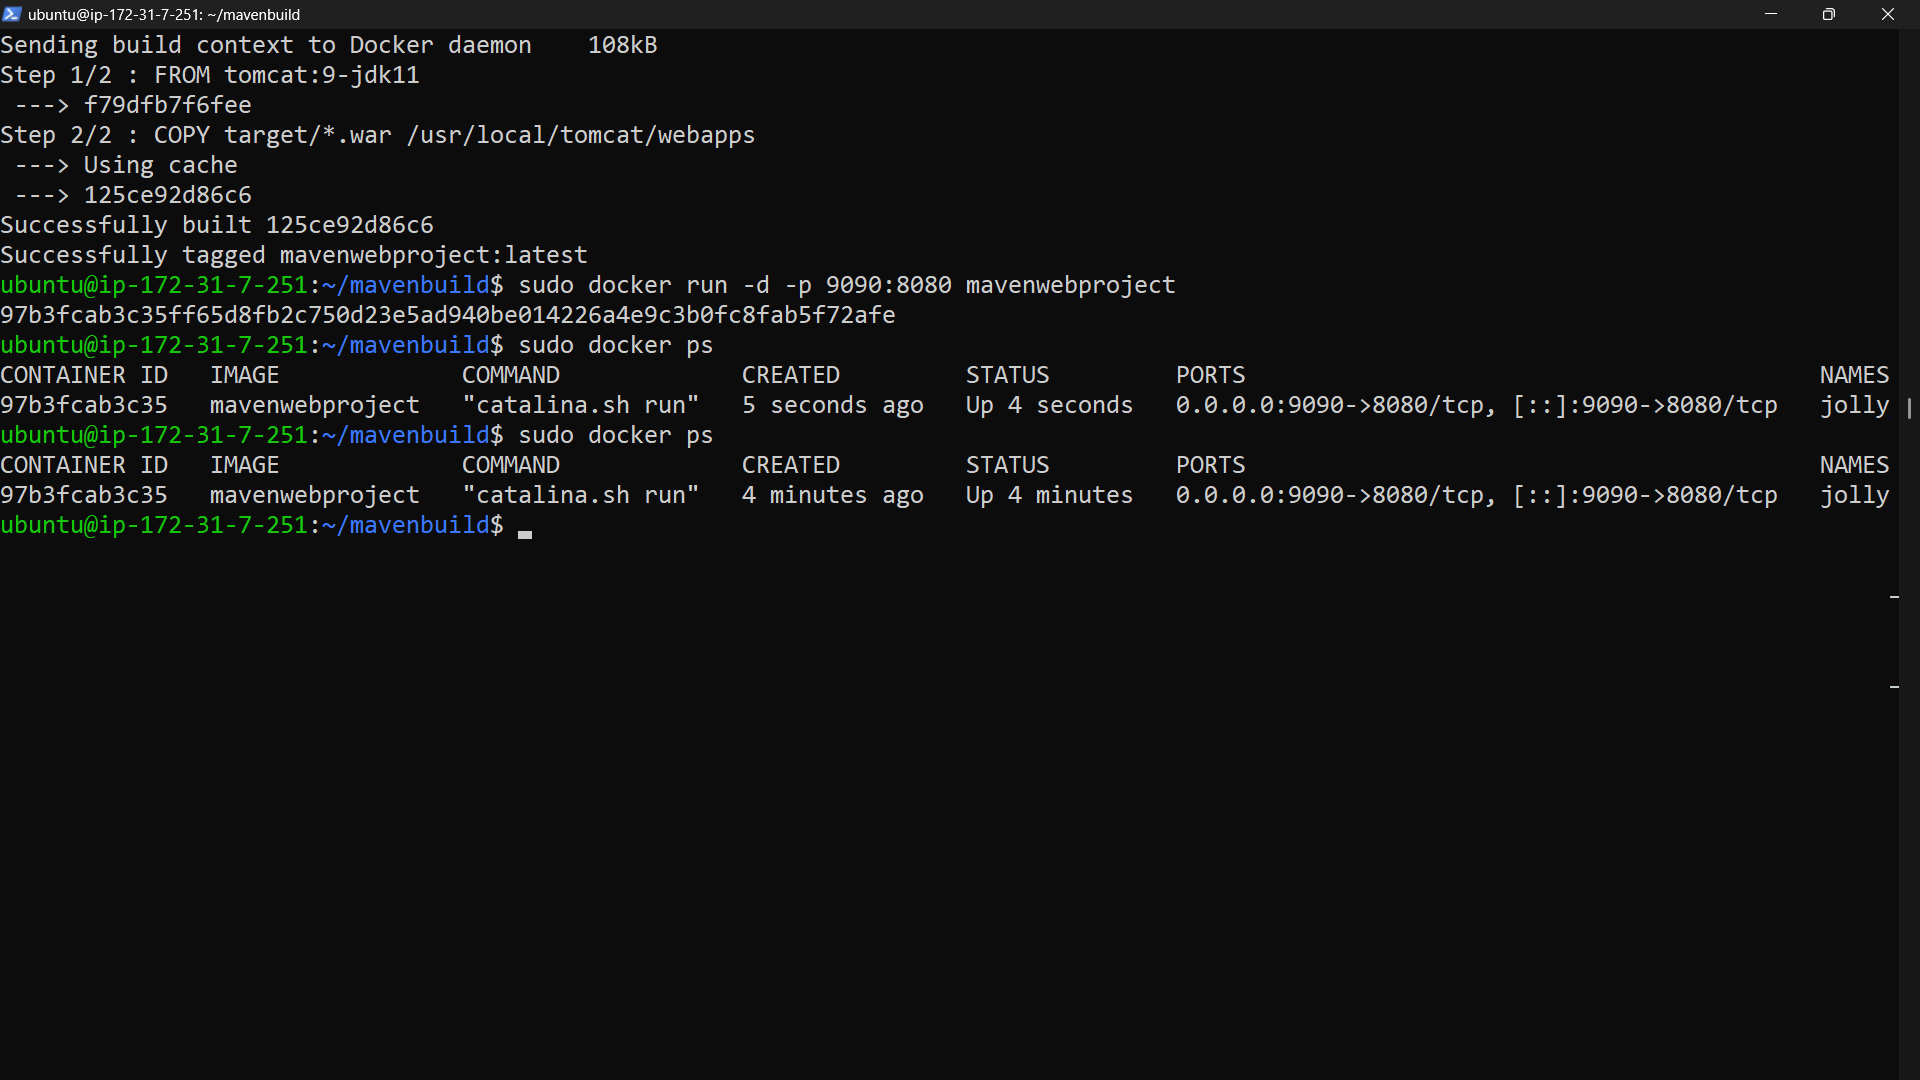 ubuntu@ip-172-31-7-251: ~/mavenbuild
Sending build context to Docker daemon    108kB
Step 1/2 : FROM tomcat:9-jdk11
 ---> f79dfb7f6fee
Step 2/2 : COPY target/*.war /usr/local/tomcat/webapps
 ---> Using cache
 ---> 125ce92d86c6
Successfully built 125ce92d86c6
Successfully tagged mavenwebproject:latest
ubuntu@ip-172-31-7-251:~/mavenbuild$ sudo docker run -d -p 9090:8080 mavenwebproject
97b3fcab3c35ff65d8fb2c750d23e5ad940be014226a4e9c3b0fc8fab5f72afe
ubuntu@ip-172-31-7-251:~/mavenbuild$ sudo docker ps
CONTAINER ID   IMAGE             COMMAND             CREATED         STATUS         PORTS                                         NAMES
97b3fcab3c35   mavenwebproject   "catalina.sh run"   5 seconds ago   Up 4 seconds   0.0.0.0:9090->8080/tcp, [::]:9090->8080/tcp   jolly
ubuntu@ip-172-31-7-251:~/mavenbuild$ sudo docker ps
CONTAINER ID   IMAGE             COMMAND             CREATED         STATUS         PORTS                                         NAMES
97b3fcab3c35   mavenwebproject   "catalina.sh run"   4 minutes ago   Up 4 minutes   0.0.0.0:9090->8080/tcp, [::]:9090->8080/tcp   jolly
ubuntu@ip-172-31-7-251:~/mavenbuild$